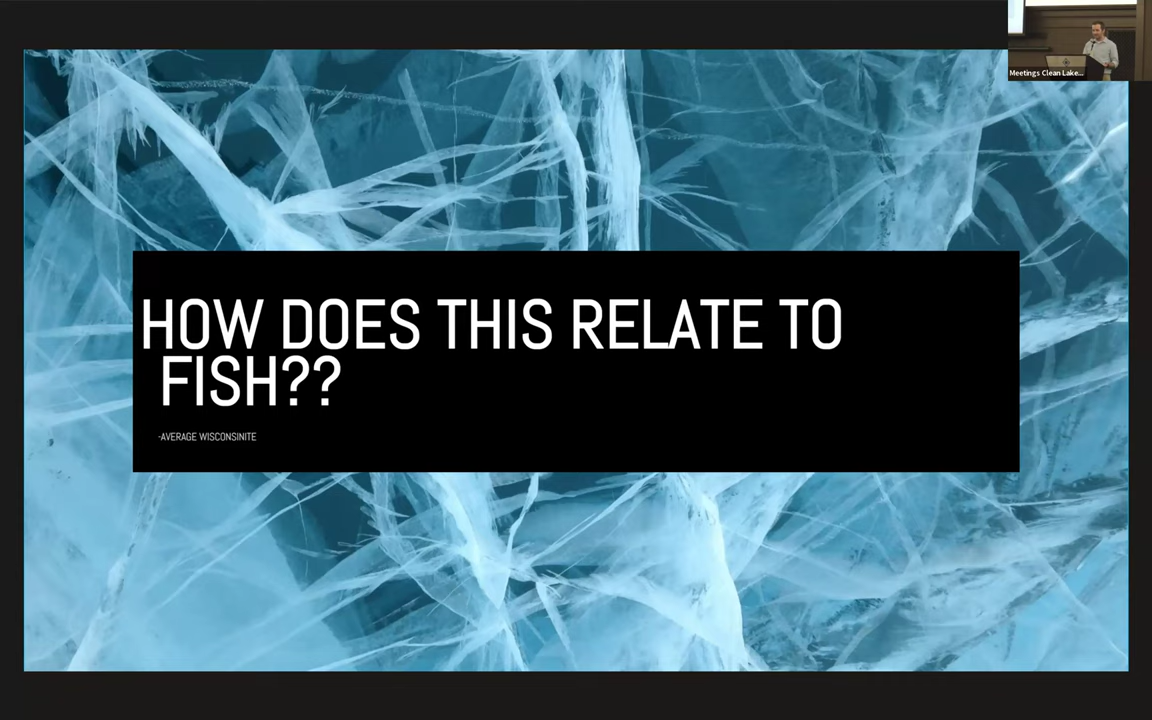 Meetings Clean Lake...
HOW DOES THIS RELATE TO
FISH??
-AVERAGE WISCONSINITE